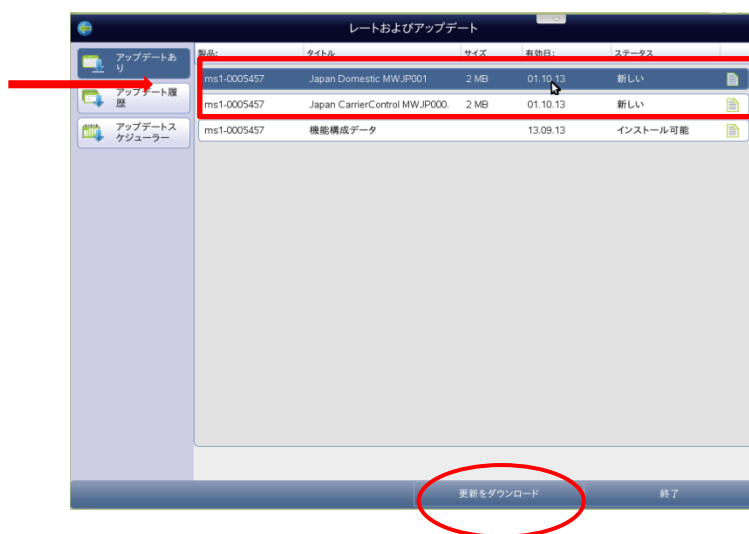 レートおよびアップデート
アップデートあ
り
アップデート履
歴
アップデートス
ケジューラー
製品: タイトル サイズ 有効日: ステータス
ms1-0005457 Japan Domestic MWJP001 2 MB 01.10.13 新しい
ms1-0005457 Japan CarrierControl MWJP000. 2 MB 01.10.13 新しい
ms1-0005457 機能構成データ 13.09.13 インストール可能
更新をダウンロード 終了